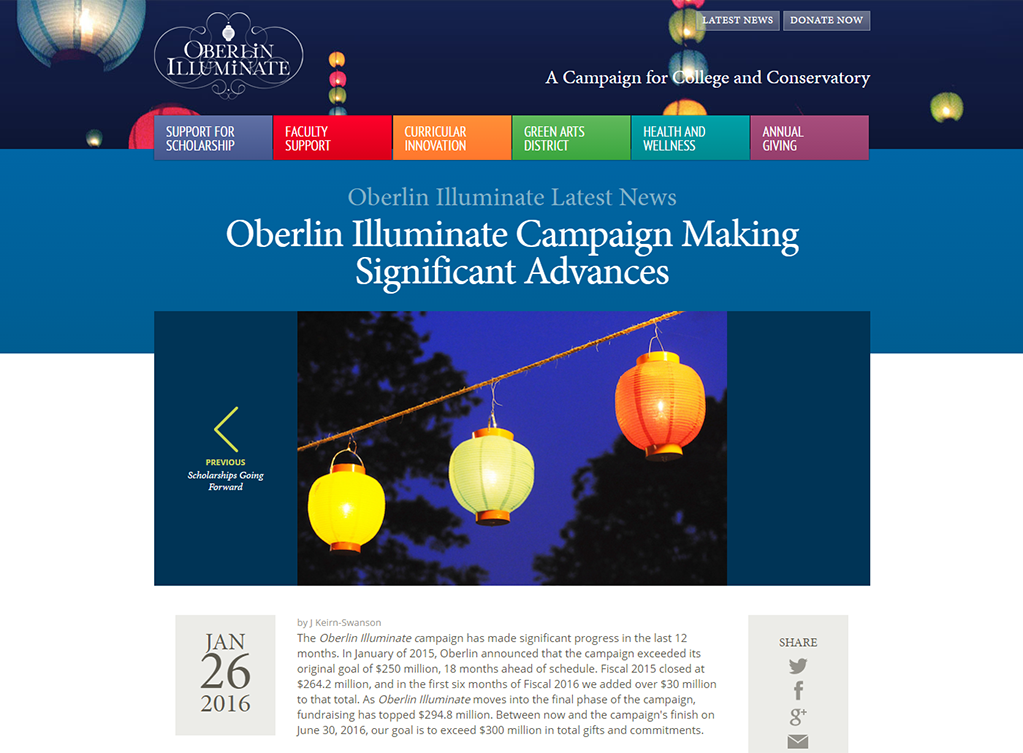 LATEST NEWS
DONATE NOW
OBERLIN
ILLUMINATE
A Campaign for College and Conservatory
SUPPORT FOR
SCHOLARSHIP
FACULTY
SUPPORT
CURRICULAR
INNOVATION
GREEN ARTS
DISTRICT
HEALTH AND
WELLNESS
ANNUAL
GIVING
Oberlin Illuminate Latest News
Oberlin Illuminate Campaign Making
Significant Advances
PREVIOUS
Scholarships Going
Forward
JAN
26
2016
by J Keirn-Swanson
The Oberlin Illuminate campaign has made significant progress in the last 12
months. In January of 2015, Oberlin announced that the campaign exceeded its
original goal of $250 million, 18 months ahead of schedule. Fiscal 2015 closed at
$264.2 million, and in the first six months of Fiscal 2016 we added over $30 million
to that total. As Oberlin Illuminate moves into the final phase of the campaign,
fundraising has topped $294.8 million. Between now and the campaign's finish on
June 30, 2016, our goal is to exceed $300 million in total gifts and commitments.
SHARE